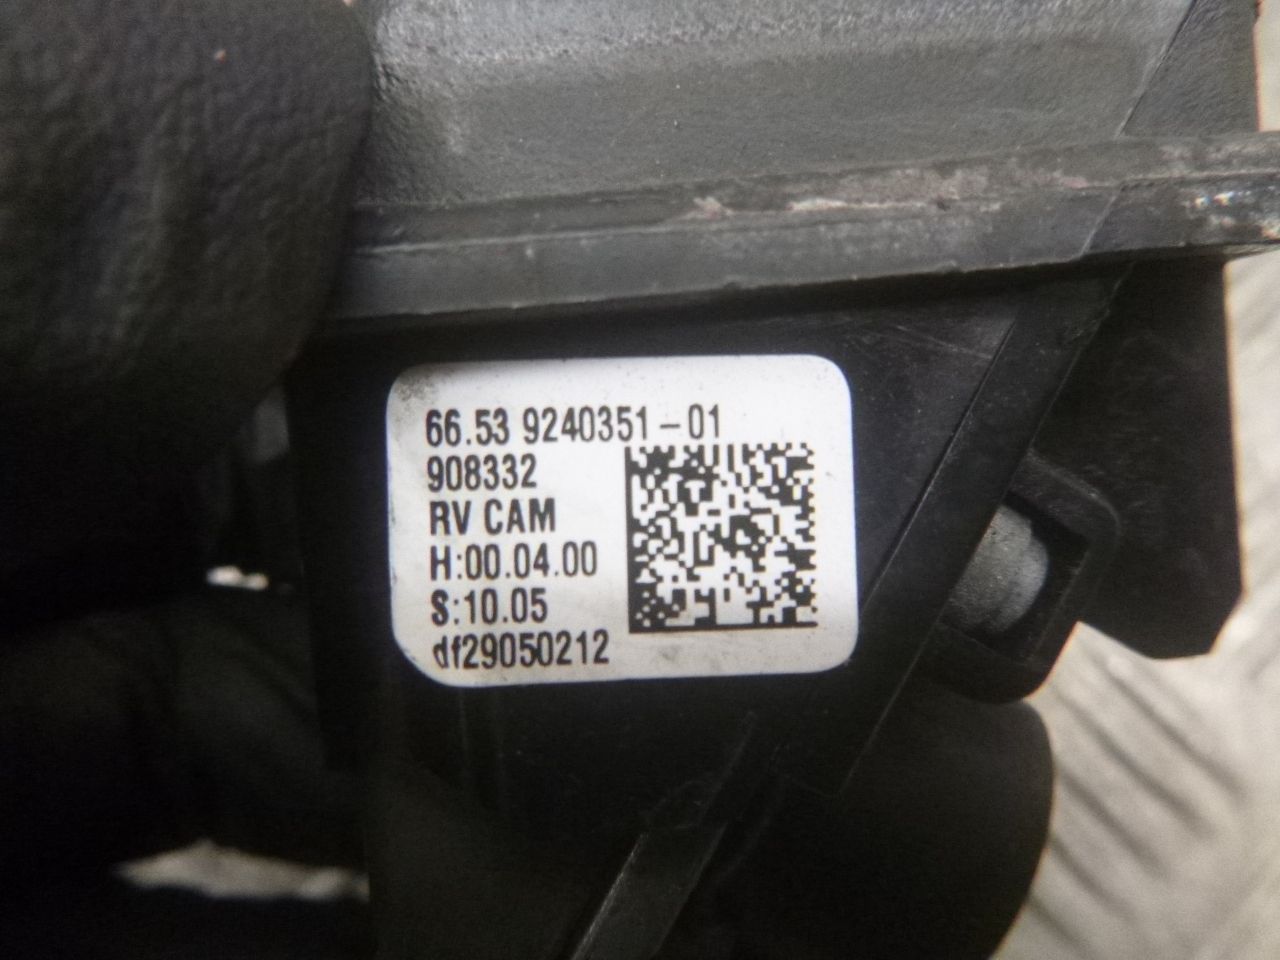 66.53 9240351-01
908332
RV CAM
H:00.04.00
S:10.05
df29050212